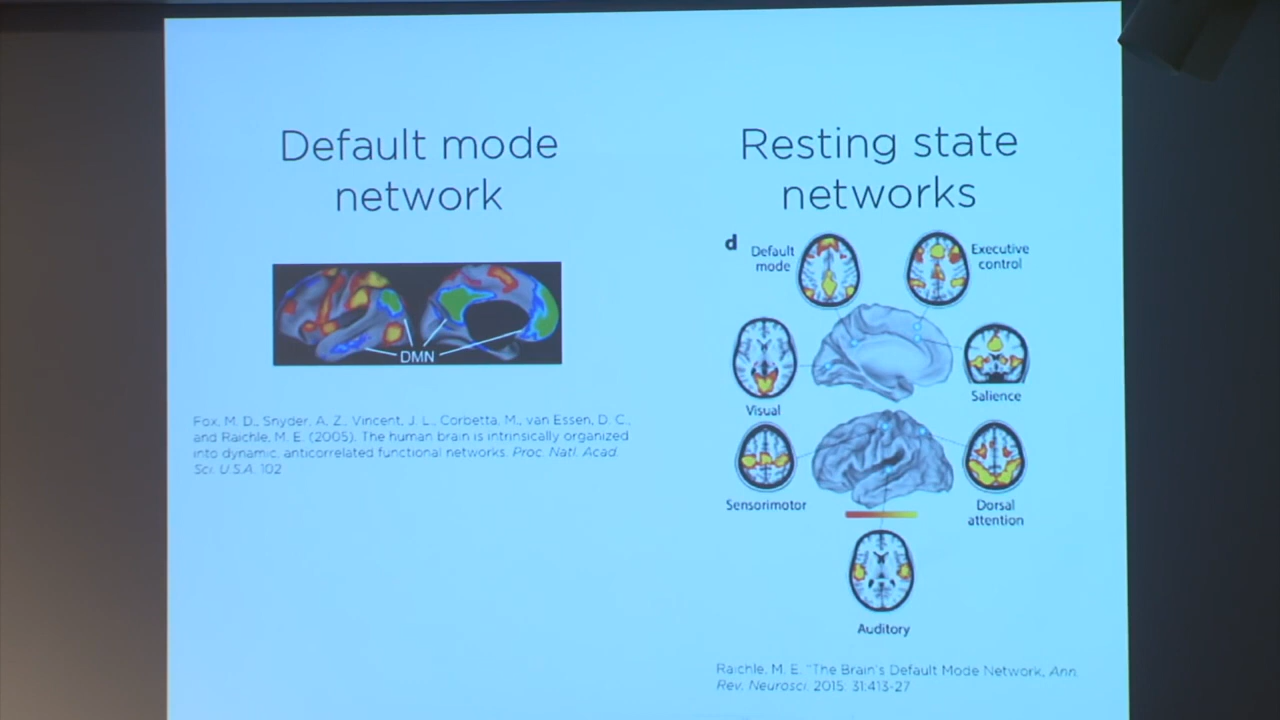 Default mode
network
DMN
Fox, M. D., Snyder, A. Z., Vincent, J. L., Corbetta, M., van Essen, D. C.,
and Raichle, M. E. (2005). The human brain is intrinsically organized
into dynamic, anticorrelated functional networks. Proc. Natl. Acad.
Sci. U.S.A. 102
Resting state
networks
d
Default
mode
Executive
control
Visual
Salience
Sensorimotor
Dorsal
attention
Auditory
Raichle, M. E. "The Brain's Default Mode Network, Ann.
Rev. Neurosci. 2015. 31:413-27